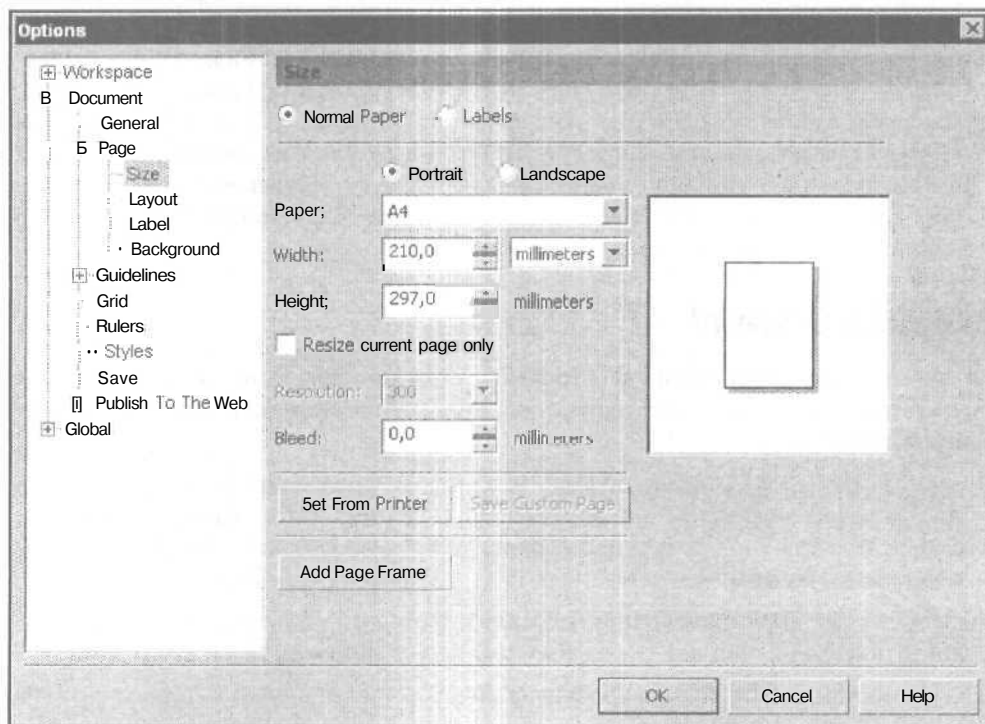 Options
Workspace
В Document
General
Б Page
Size
Layout
Label
· Background
Guidelines
Grid
· Rulers
·· Styles
Save
[i] Publish To The Web
Global
Size
Normal Paper Labels
Portrait Landscape
Paper; A4
Width: 210,0 millimeters
Height; 297,0 millimeters
Resize current page only
Resolution: 300
Bleed: 0,0 millimeters
5et From Printer Save Custom Page
Add Page Frame
OK Cancel Help